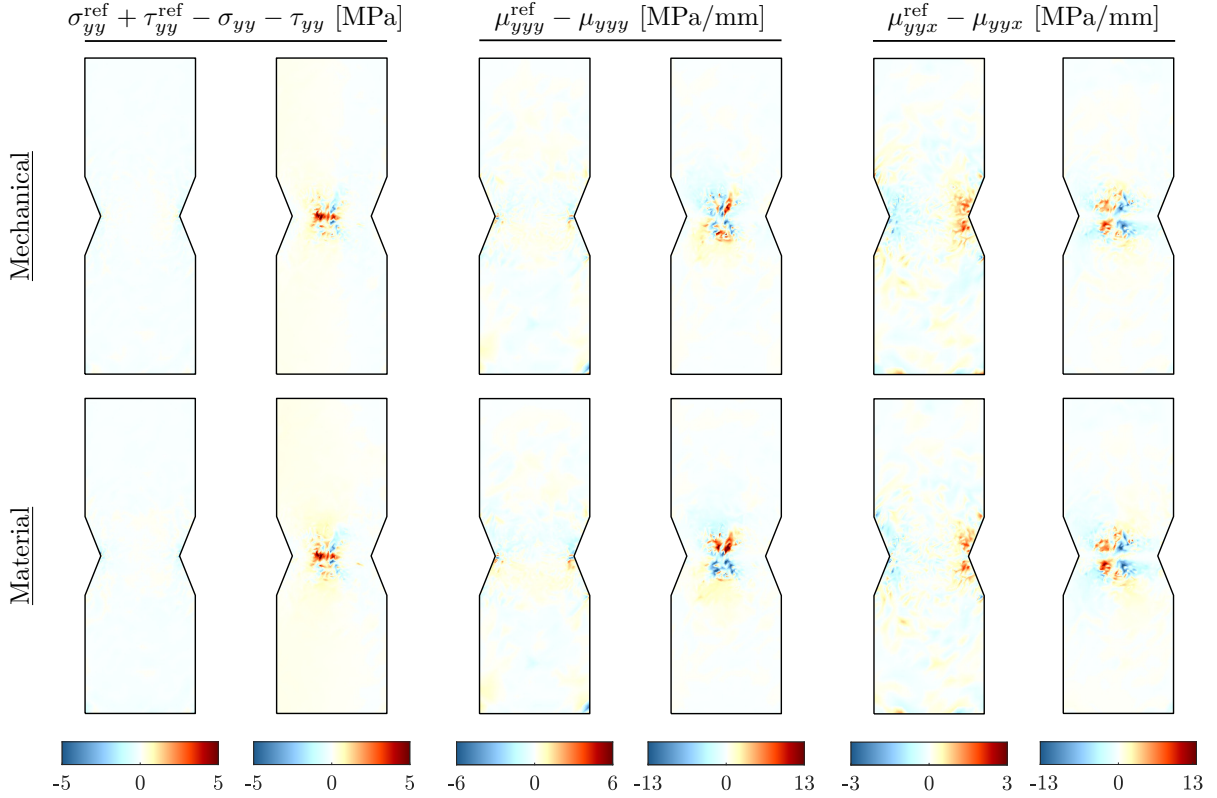 σ_yy^ref + τ_yy^ref − σ_yy − τ_yy [MPa] μ_yyy^ref − μ_yyy [MPa/mm] μ_yyx^ref − μ_yyx [MPa/mm]
Mechanical
Material
-5 0 5 -5 0 5 -6 0 6 -13 0 13 -3 0 3 -13 0 13